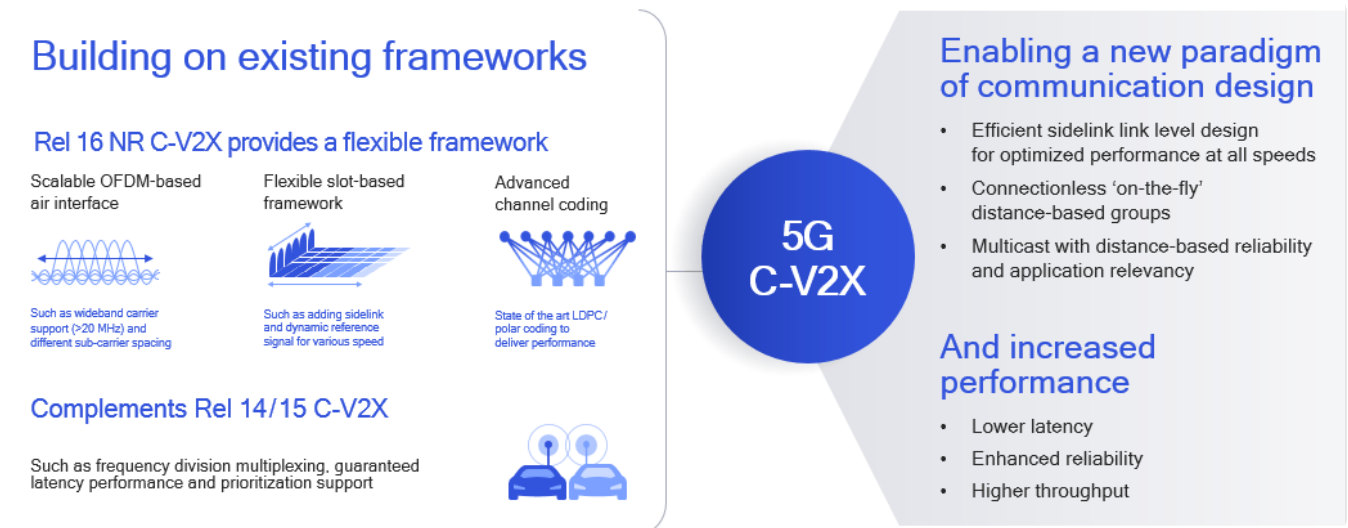 Building on existing frameworks
Rel 16 NR C-V2X provides a flexible framework
Scalable OFDM-based
air interface
Such as wideband carrier
support (>20 MHz) and
different sub-carrier spacing
Flexible slot-based
framework
Such as adding sidelink
and dynamic reference
signal for various speed
Advanced
channel coding
State of the art LDPC/
polar coding to
deliver performance
Complements Rel 14/15 C-V2X
Such as frequency division multiplexing, guaranteed
latency performance and prioritization support
5G
C-V2X
Enabling a new paradigm
of communication design
• Efficient sidelink link level design
for optimized performance at all speeds
• Connectionless ‘on-the-fly’
distance-based groups
• Multicast with distance-based reliability
and application relevancy
And increased
performance
• Lower latency
• Enhanced reliability
• Higher throughput